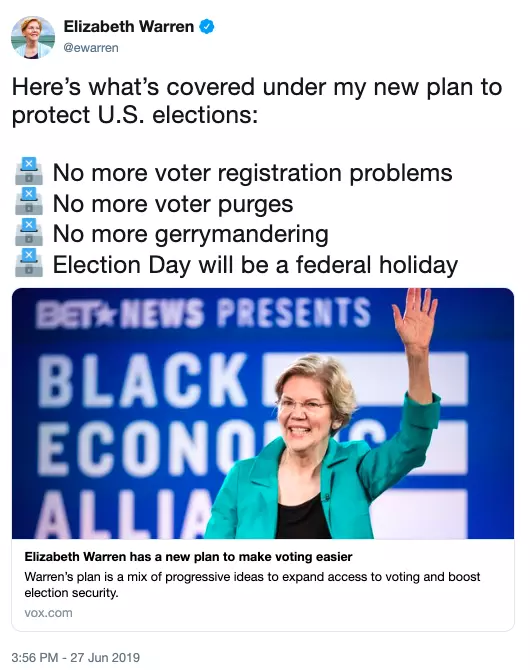 Elizabeth Warren
@ewarren
Here’s what’s covered under my new plan to
protect U.S. elections:
No more voter registration problems
No more voter purges
No more gerrymandering
Election Day will be a federal holiday
BET★NEWS PRESENTS
BLACK
ECONO
ALLIA
Elizabeth Warren has a new plan to make voting easier
Warren’s plan is a mix of progressive ideas to expand access to voting and boost
election security.
vox.com
3:56 PM - 27 Jun 2019